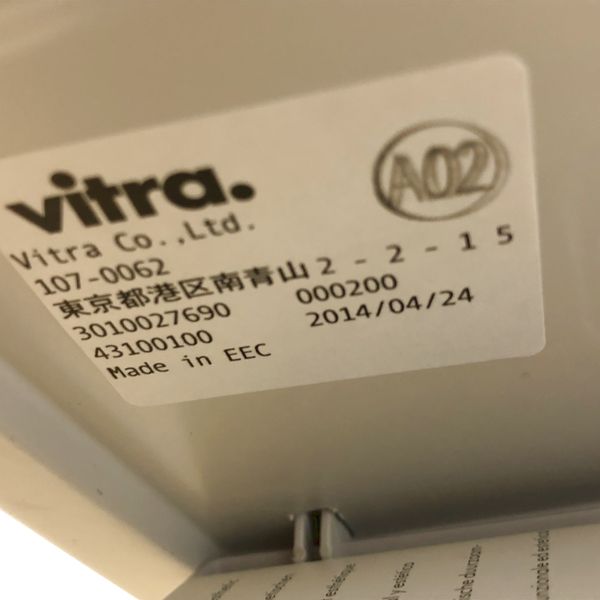 vitra.
A02
Vitra Co.,Ltd.
107-0062
東京都港区南青山2-2-15
3010027690 000200
43100100 2014/04/24
Made in EEC
y estético